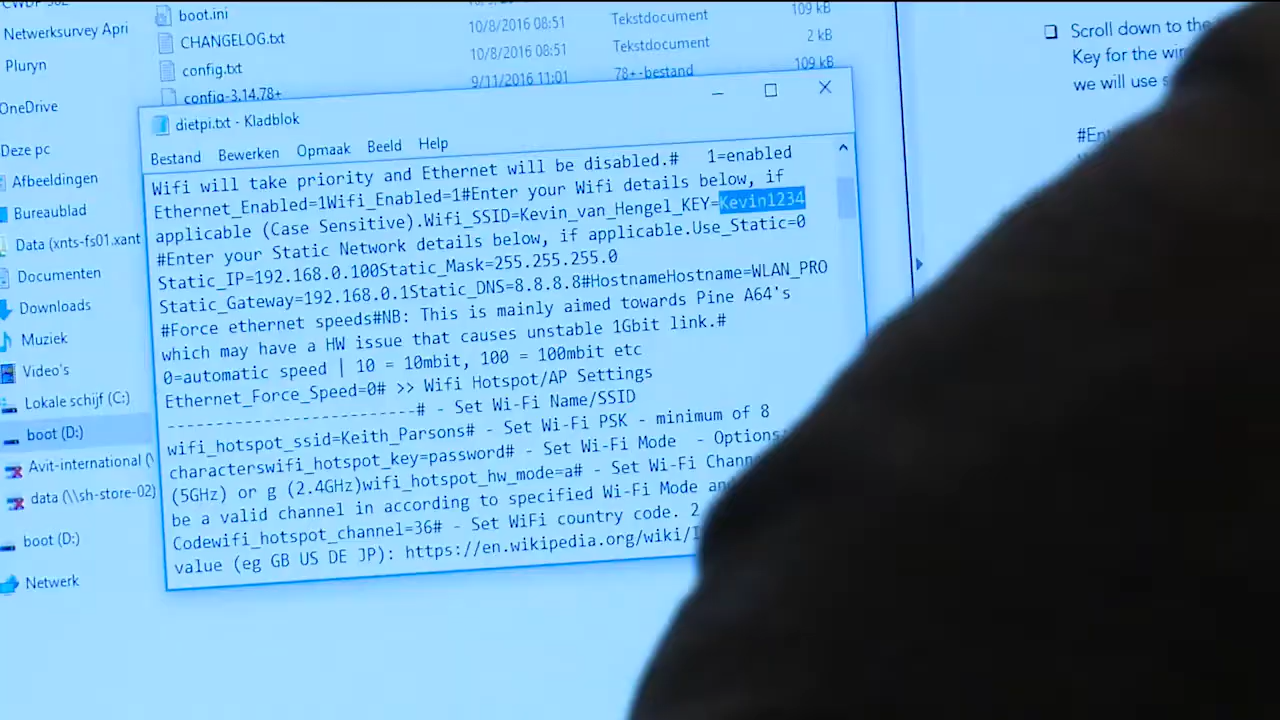 Netwerksurvey Apri
Pluryn
OneDrive
Deze pc
Afbeeldingen
Bureaublad
Data (xnts-fs01.xant
Documenten
Downloads
Muziek
Video's
Lokale schijf (C:)
boot (D:)
Avit-international (\
data (\\sh-store-02)
boot (D:)
Netwerk
boot.ini 10/8/2016 08:51 Tekstdocument 109 kB
CHANGELOG.txt 10/8/2016 08:51 Tekstdocument 2 kB
config.txt 9/11/2016 11:01 78+-bestand 109 kB
config-3.14.78+
dietpi.txt - Kladblok
Bestand Bewerken Opmaak Beeld Help
Wifi will take priority and Ethernet will be disabled.# 1=enabled
Ethernet_Enabled=1Wifi_Enabled=1#Enter your Wifi details below, if
applicable (Case Sensitive).Wifi_SSID=Kevin_van_Hengel_KEY=Kevin1234
#Enter your Static Network details below, if applicable.Use_Static=0
Static_IP=192.168.0.100Static_Mask=255.255.255.0
Static_Gateway=192.168.0.1Static_DNS=8.8.8.8#HostnameHostname=WLAN_PRO
#Force ethernet speeds#NB: This is mainly aimed towards Pine A64's
which may have a HW issue that causes unstable 1Gbit link.#
0=automatic speed | 10 = 10mbit, 100 = 100mbit etc
Ethernet_Force_Speed=0# >> Wifi Hotspot/AP Settings
-------------------------# - Set Wi-Fi Name/SSID
wifi_hotspot_ssid=Keith_Parsons# - Set Wi-Fi PSK - minimum of 8
characterswifi_hotspot_key=password# - Set Wi-Fi Mode - Options:
(5GHz) or g (2.4GHz)wifi_hotspot_hw_mode=a# - Set Wi-Fi Chann
be a valid channel in according to specified Wi-Fi Mode and
Codewifi_hotspot_channel=36# - Set WiFi country code. 2
value (eg GB US DE JP): https://en.wikipedia.org/wiki/I
Scroll down to the
Key for the wir
we will use s
#En